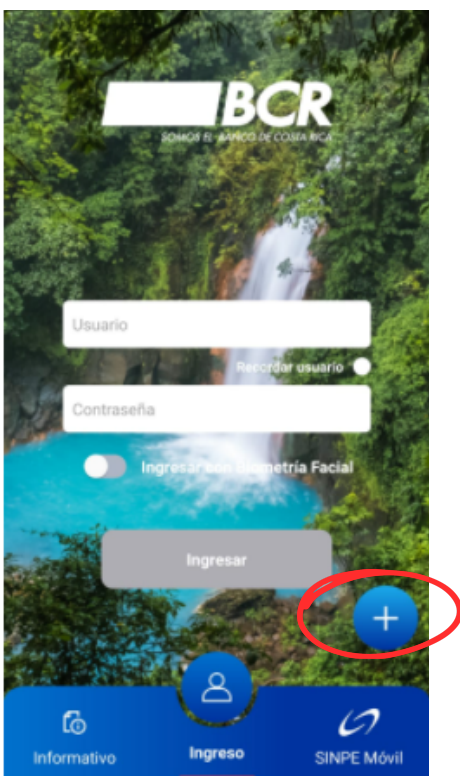 BCR
SOMOS EL BANCO DE COSTA RICA
Usuario
Recordar usuario
Contraseña
Ingresar con Biometría Facial
Ingresar
Informativo
Ingreso
SINPE Móvil